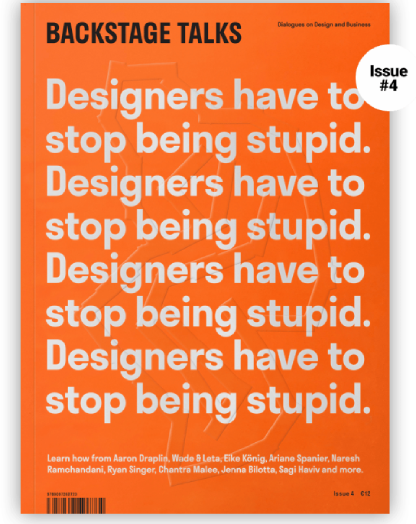 BACKSTAGE TALKS
Dialogues on Design and Business
Issue
#4
Designers have to
stop being stupid.
Designers have to
stop being stupid.
Designers have to
stop being stupid.
Designers have to
stop being stupid.
Learn how from Aaron Draplin, Wade & Leta, Eike König, Ariane Spanier, Naresh
Ramchandani, Ryan Singer, Chantra Malee, Jenna Bilotta, Sagi Haviv and more.
Issue 4 €12